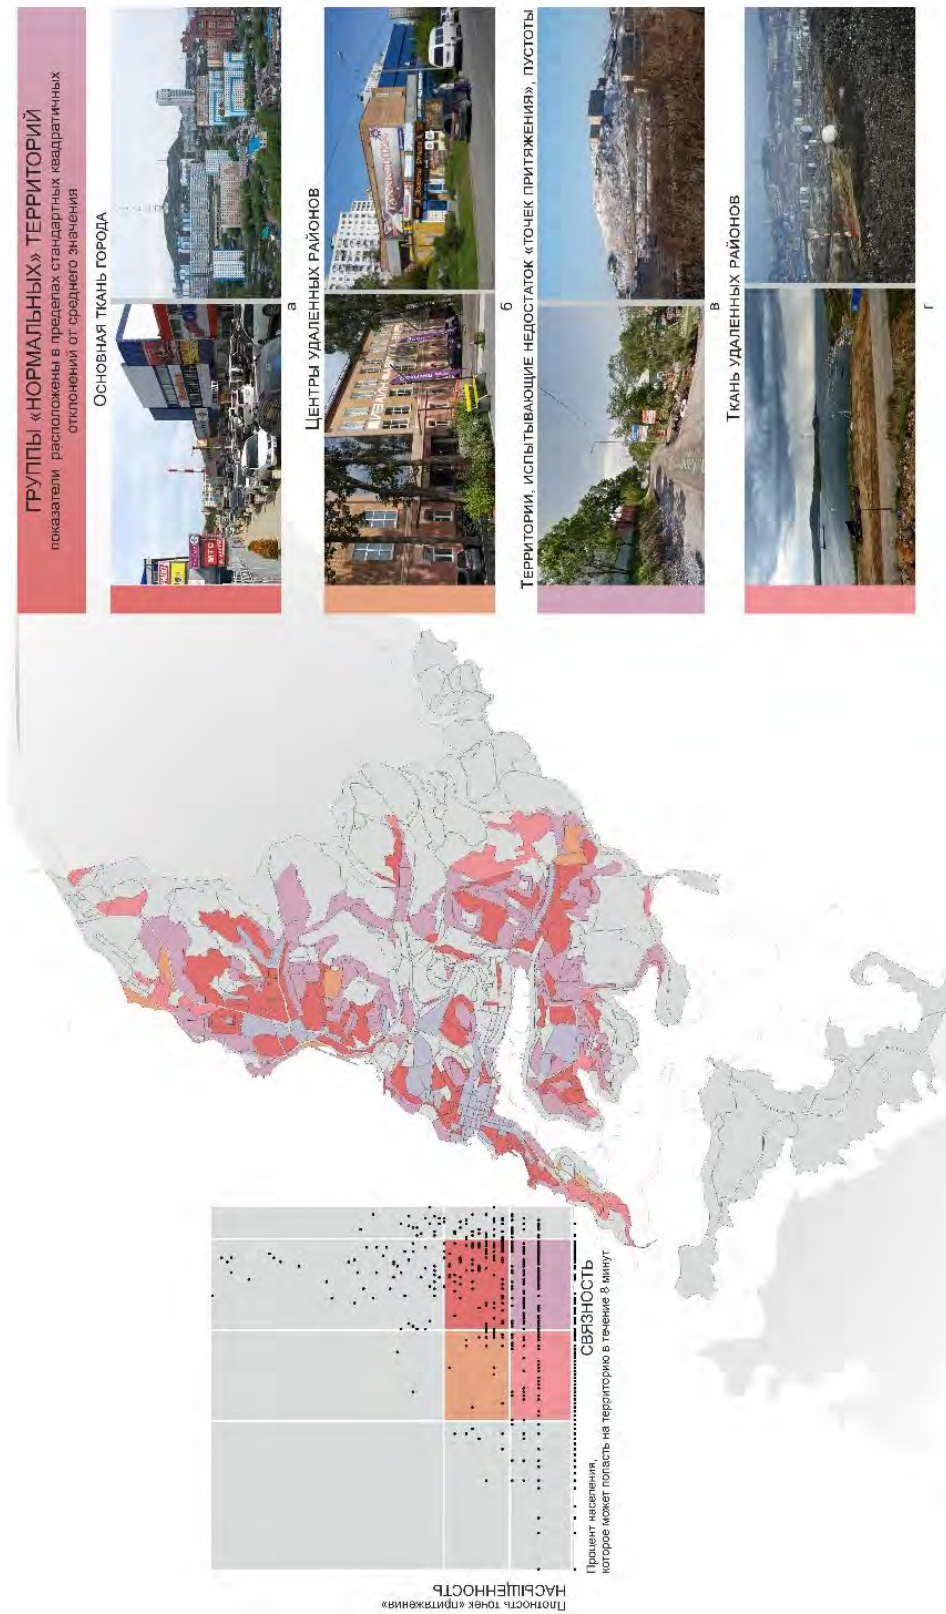 ГРУППЫ «НОРМАЛЬНЫХ» ТЕРРИТОРИЙ
показатели расположены в пределах стандартных квадратичных
отклонений от среднего значения
ОСНОВНАЯ ТКАНЬ ГОРОДА
МТС
а
ЦЕНТРЫ УДАЛЕННЫХ РАЙОНОВ
б
ТЕРРИТОРИИ, ИСПЫТЫВАЮЩИЕ НЕДОСТАТОК «ТОЧЕК ПРИТЯЖЕНИЯ», ПУСТОТЫ
в
ТКАНЬ УДАЛЕННЫХ РАЙОНОВ
г
Плотность точек «притяжения»
НАСЫЩЕННОСТЬ
СВЯЗНОСТЬ
Процент населения,
которое может попасть на территорию в течение 8 минут